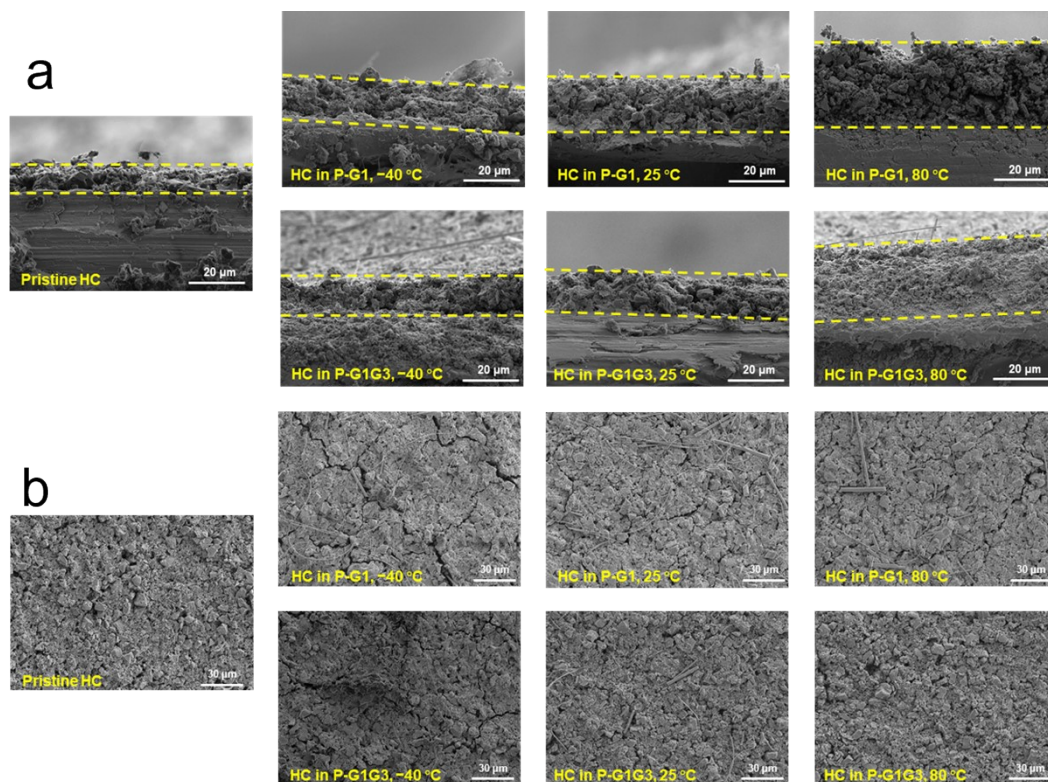 a
20 μm
Pristine HC
20 μm
HC in P-G1, −40 °C
20 μm
HC in P-G1, 25 °C
20 μm
HC in P-G1, 80 °C
20 μm
HC in P-G1G3, −40 °C
20 μm
HC in P-G1G3, 25 °C
20 μm
HC in P-G1G3, 80 °C
b
30 μm
Pristine HC
30 μm
HC in P-G1, −40 °C
30 μm
HC in P-G1, 25 °C
30 μm
HC in P-G1, 80 °C
30 μm
HC in P-G1G3, −40 °C
30 μm
HC in P-G1G3, 25 °C
30 μm
HC in P-G1G3, 80 °C